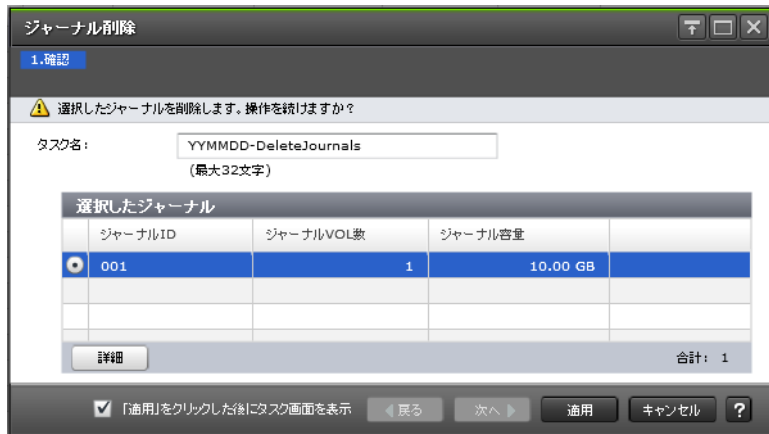 ジャーナル削除
1.確認
選択したジャーナルを削除します。操作を続けますか？
タスク名： YYMMDD-DeleteJournals
(最大32文字)
選択したジャーナル
ジャーナルID ジャーナルVOL数 ジャーナル容量
001 1 10.00 GB
詳細 合計： 1
「適用」をクリックした後にタスク画面を表示 戻る 次へ 適用 キャンセル ?